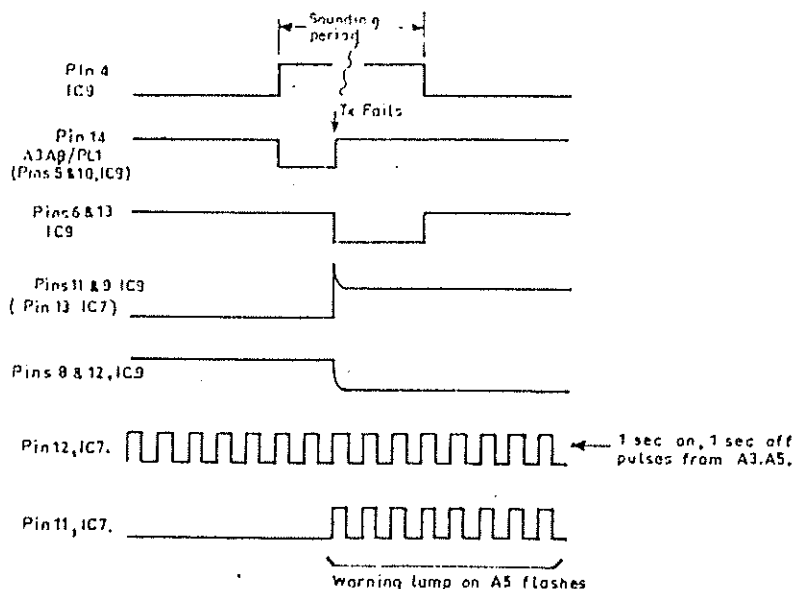 Sounding
period
Pin 4
IC9
Tx Fails
Pin 14
A3A8/PL1
(Pins 5 & 10, IC9)
Pins 6 & 13
IC9
Pins 11 & 9 IC9
( Pin 13 IC7)
Pins 8 & 12, IC9
Pin 12, IC7.
1 sec on, 1 sec off
pulses from A3.A5.
Pin 11, IC7.
Warning lamp on A5 flashes